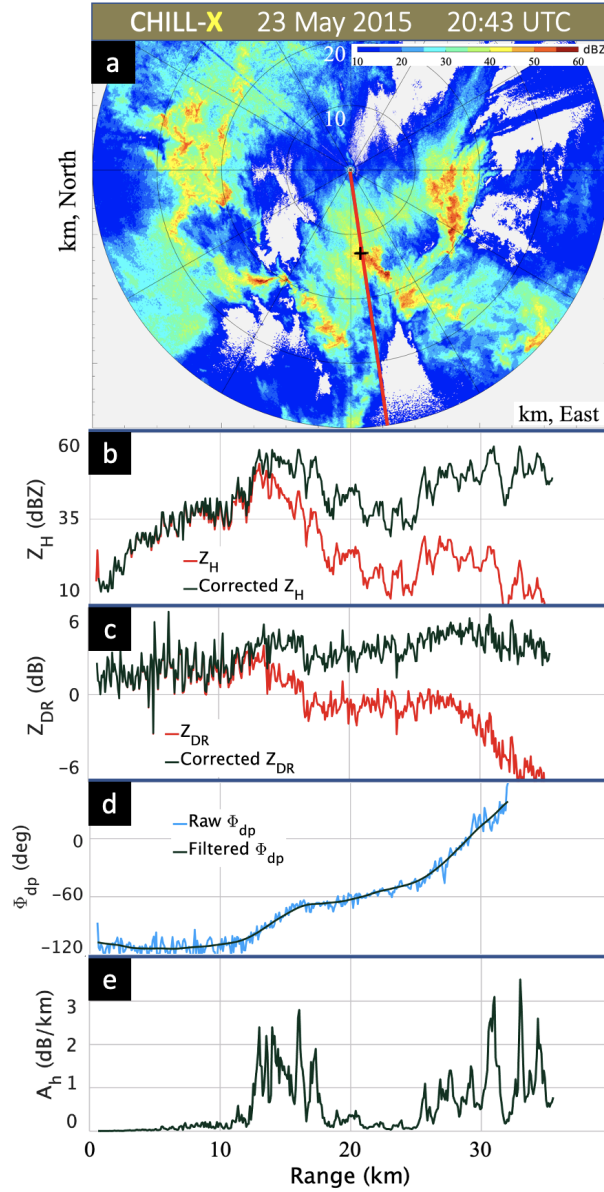 CHILL-X 23 May 2015 20:43 UTC
a
20
10
dBZ
10 20 30 40 50 60
km, North
km, East
b
60
35
10
Z_H (dBZ)
Z_H
Corrected Z_H
c
6
0
-6
Z_DR (dB)
Z_DR
Corrected Z_DR
d
0
-60
-120
Φ_dp (deg)
Raw Φ_dp
Filtered Φ_dp
e
3
2
1
0
A_h (dB/km)
0 10 20 30
Range (km)